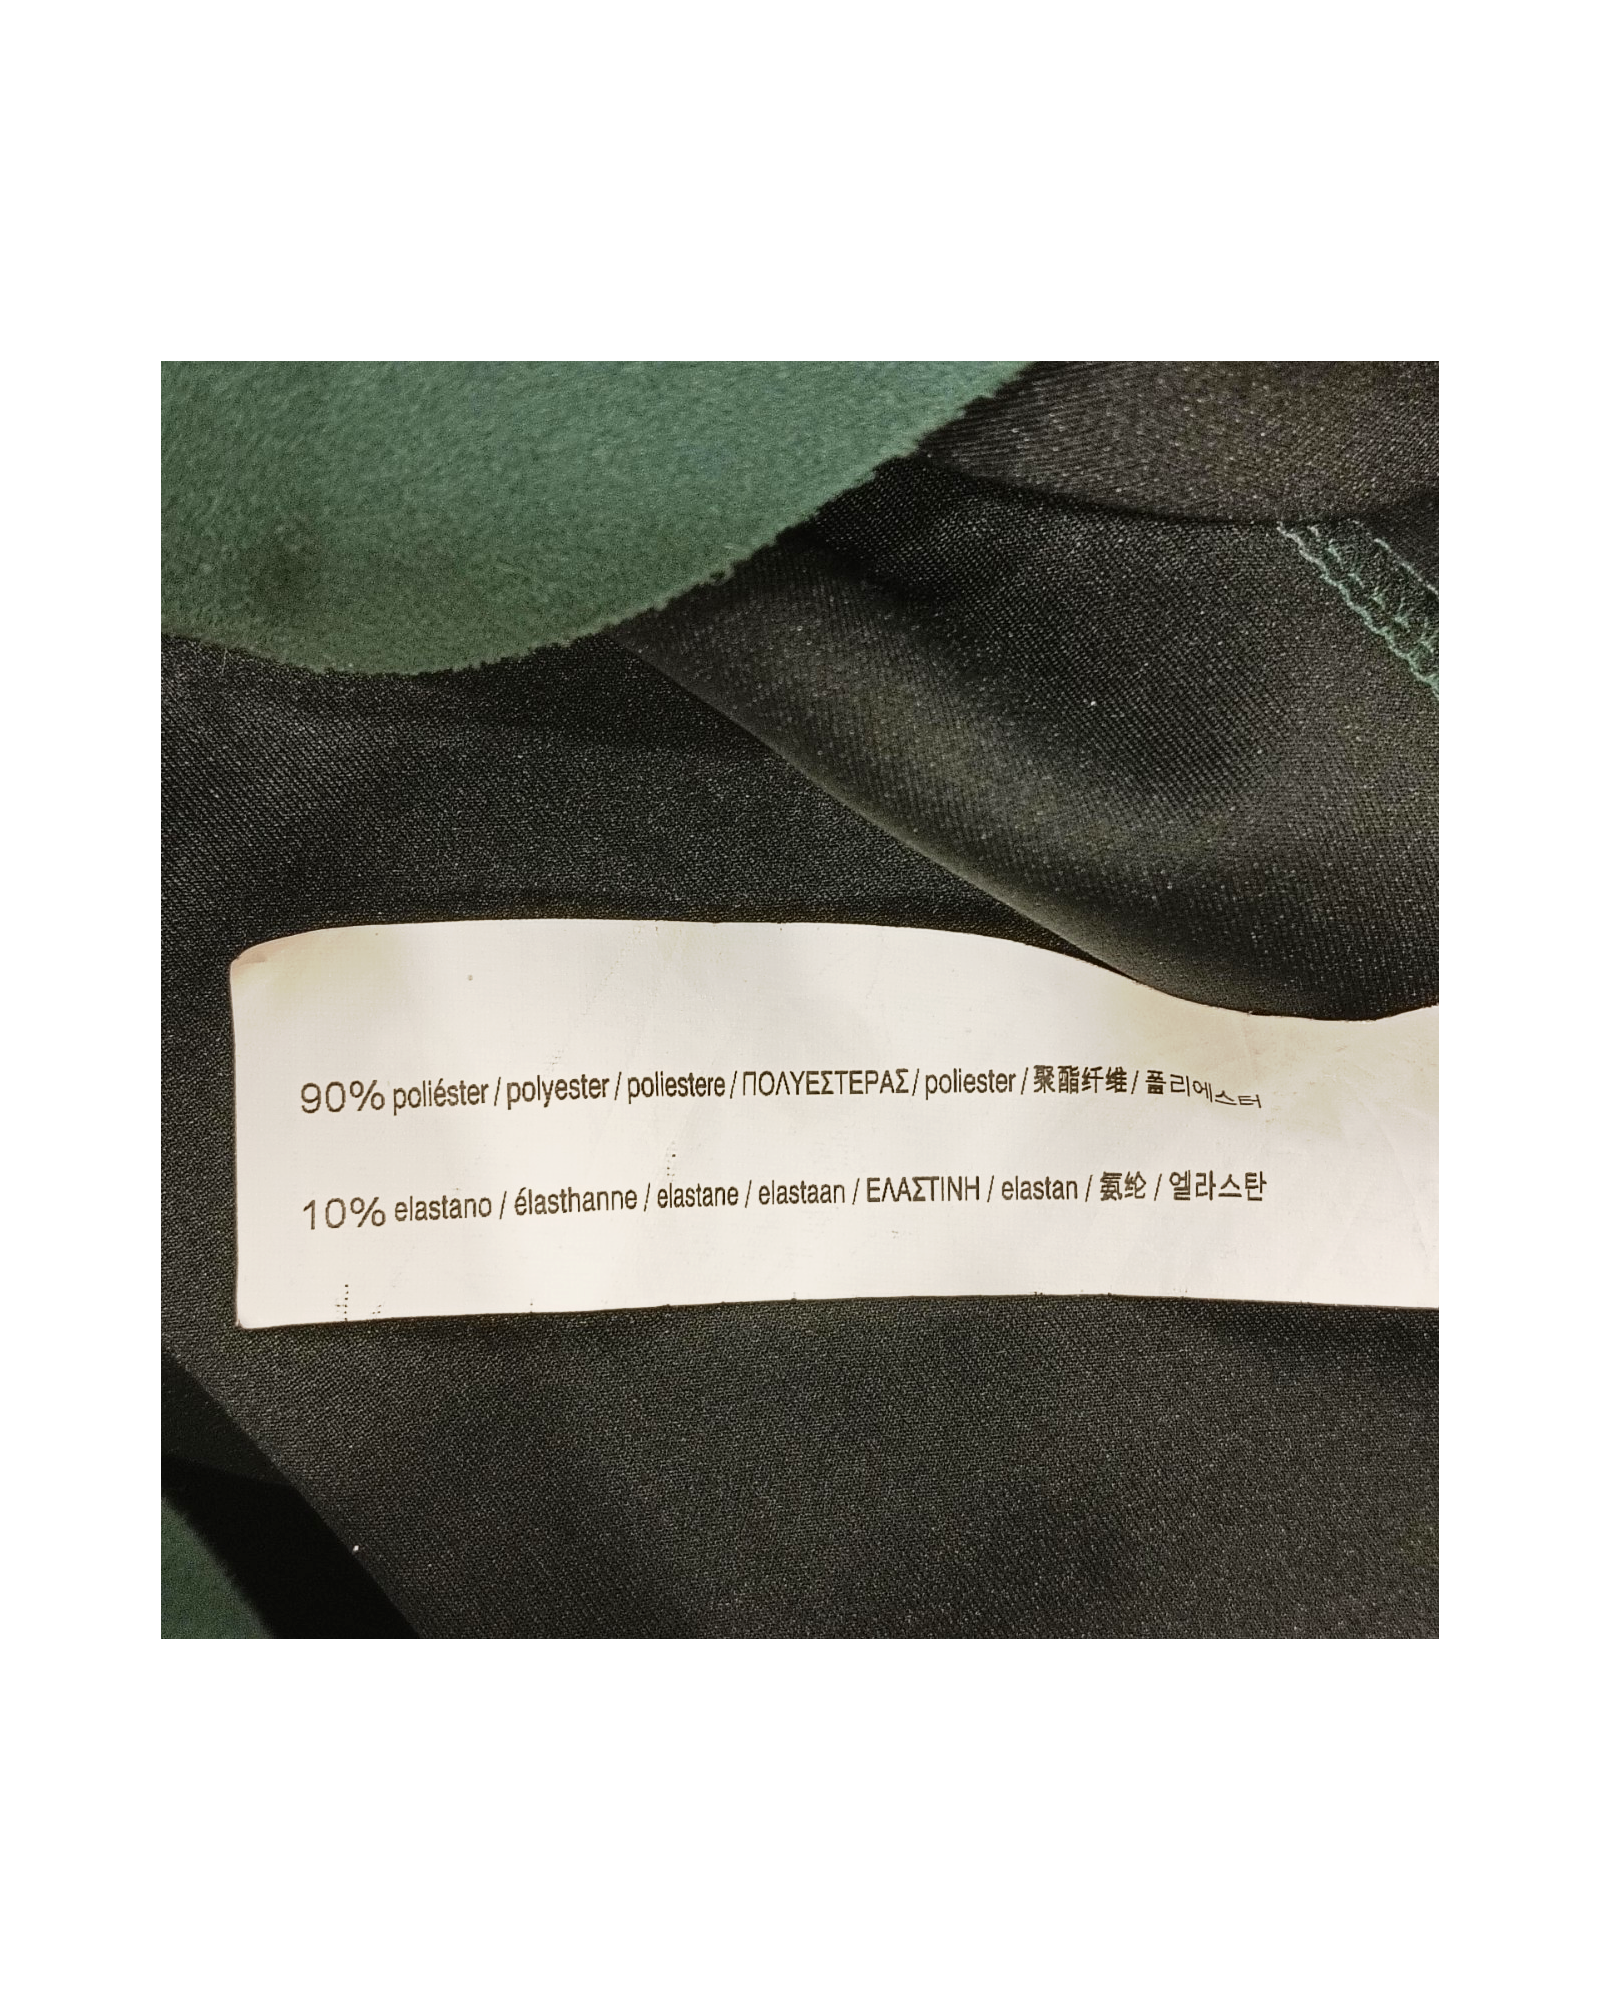 90% poliéster / polyester / poliestere / ΠΟΛΥΕΣΤΕΡΑΣ / poliester / 聚酯纤维 / 폴리에스터
10% elastano / élasthanne / elastane / elastaan / ΕΛΑΣΤΙΝΗ / elastan / 氨纶 / 엘라스탄